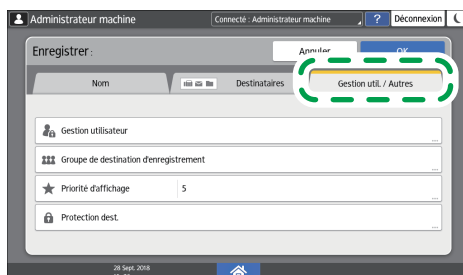 Administrateur machine
Connecté : Administrateur machine
?
Déconnexion
Enregistrer :
Annuler
OK
Nom
Destinataires
Gestion util. / Autres
Gestion utilisateur
Groupe de destination d'enregistrement
Priorité d'affichage 5
Protection dest.
28 Sept. 2018